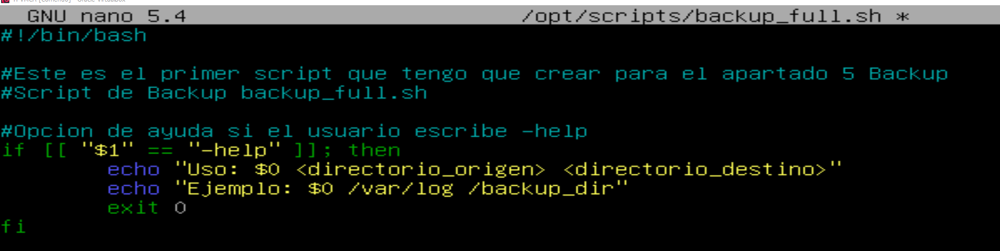 GNU nano 5.4 /opt/scripts/backup_full.sh *
#!/bin/bash
#Este es el primer script que tengo que crear para el apartado 5 Backup
#Script de Backup backup_full.sh
#Opcion de ayuda si el usuario escribe -help
if [[ "$1" == "-help" ]]; then
echo "Uso: $0 <directorio_origen> <directorio_destino>"
echo "Ejemplo: $0 /var/log /backup_dir"
exit 0
fi